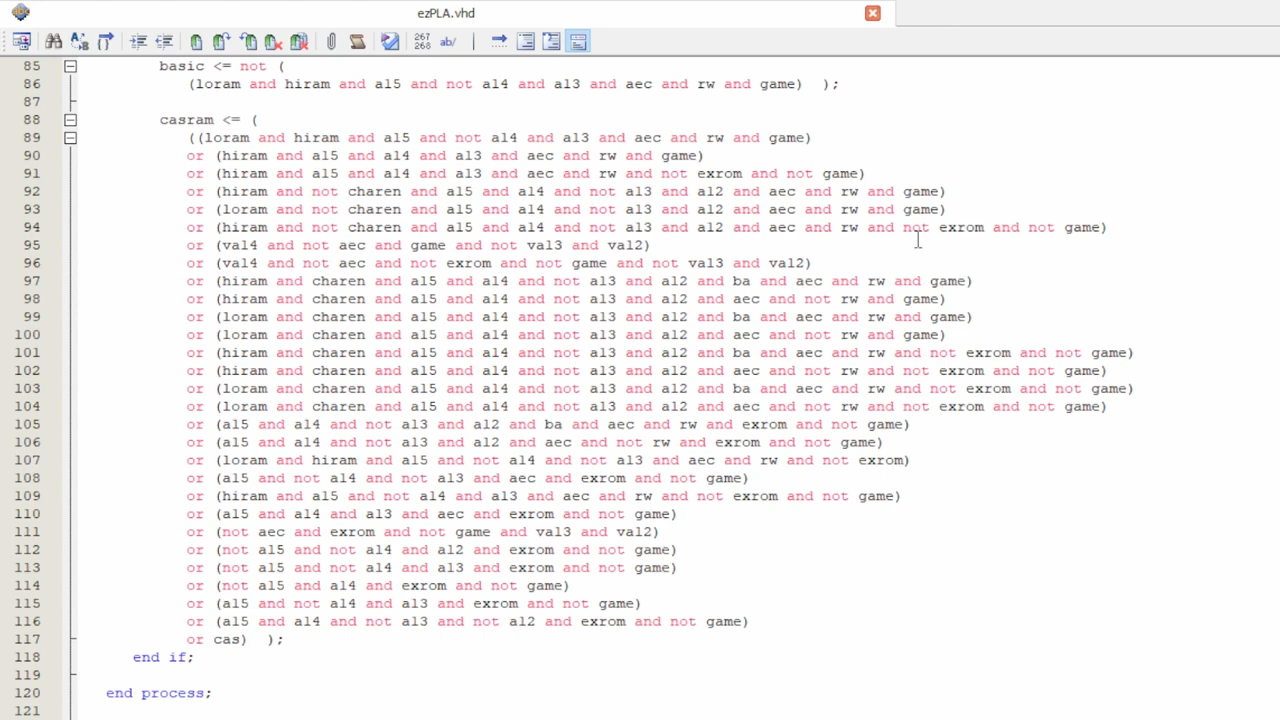 ezPLA.vhd
267
268
ab/
85 basic <= not (
86 (loram and hiram and al5 and not al4 and al3 and aec and rw and game) );
87
88 casram <= (
89 ((loram and hiram and al5 and not al4 and al3 and aec and rw and game)
90 or (hiram and al5 and al4 and al3 and aec and rw and game)
91 or (hiram and al5 and al4 and al3 and aec and rw and not exrom and not game)
92 or (hiram and not charen and al5 and al4 and not al3 and al2 and aec and rw and game)
93 or (loram and not charen and al5 and al4 and not al3 and al2 and aec and rw and game)
94 or (hiram and not charen and al5 and al4 and not al3 and al2 and aec and rw and not exrom and not game)
95 or (val4 and not aec and game and not val3 and val2)
96 or (val4 and not aec and not exrom and not game and not val3 and val2)
97 or (hiram and charen and al5 and al4 and not al3 and al2 and ba and aec and rw and game)
98 or (hiram and charen and al5 and al4 and not al3 and al2 and aec and not rw and game)
99 or (loram and charen and al5 and al4 and not al3 and al2 and ba and aec and rw and game)
100 or (loram and charen and al5 and al4 and not al3 and al2 and aec and not rw and game)
101 or (hiram and charen and al5 and al4 and not al3 and al2 and ba and aec and rw and not exrom and not game)
102 or (hiram and charen and al5 and al4 and not al3 and al2 and aec and not rw and not exrom and not game)
103 or (loram and charen and al5 and al4 and not al3 and al2 and ba and aec and rw and not exrom and not game)
104 or (loram and charen and al5 and al4 and not al3 and al2 and aec and not rw and not exrom and not game)
105 or (al5 and al4 and not al3 and al2 and ba and aec and rw and exrom and not game)
106 or (al5 and al4 and not al3 and al2 and aec and not rw and exrom and not game)
107 or (loram and hiram and al5 and not al4 and not al3 and aec and rw and not exrom)
108 or (al5 and not al4 and not al3 and aec and exrom and not game)
109 or (hiram and al5 and not al4 and al3 and aec and rw and not exrom and not game)
110 or (al5 and al4 and al3 and aec and exrom and not game)
111 or (not aec and exrom and not game and val3 and val2)
112 or (not al5 and not al4 and al2 and exrom and not game)
113 or (not al5 and not al4 and al3 and exrom and not game)
114 or (not al5 and al4 and exrom and not game)
115 or (al5 and not al4 and al3 and exrom and not game)
116 or (al5 and al4 and not al3 and not al2 and exrom and not game)
117 or cas) );
118 end if;
119
120 end process;
121